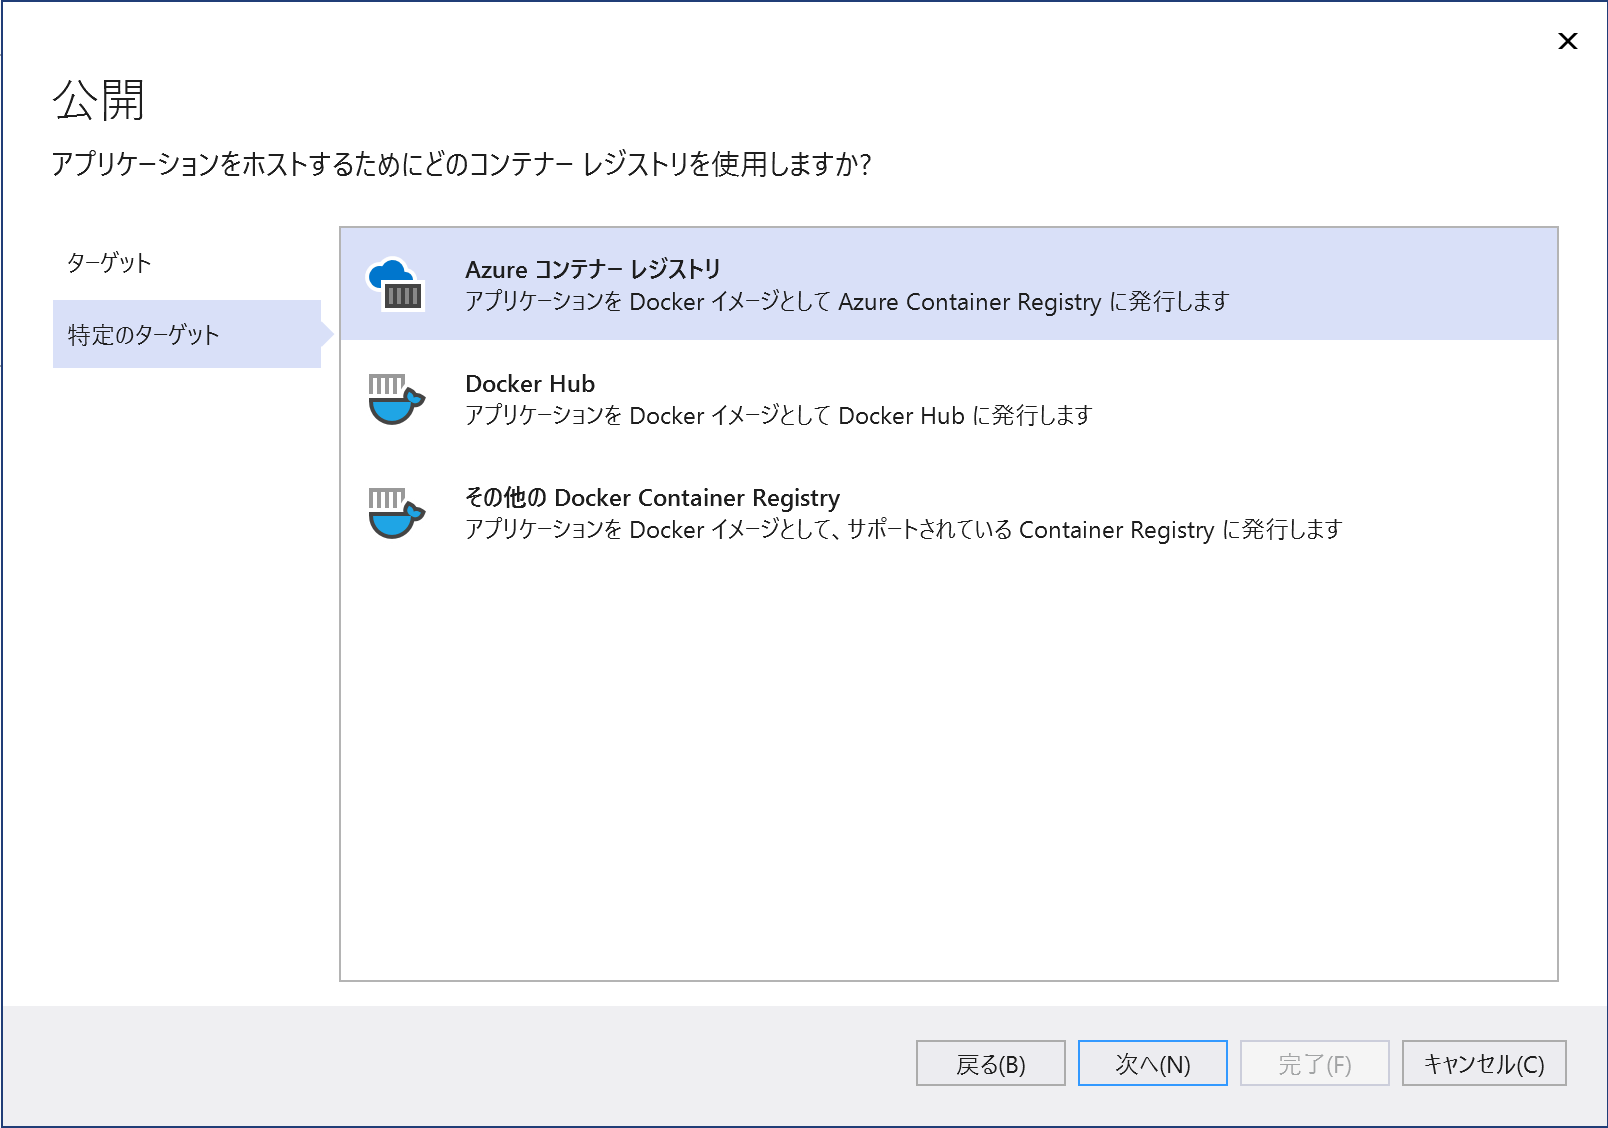 公開
アプリケーションをホストするためにどのコンテナー レジストリを使用しますか?
ターゲット
特定のターゲット
Azure コンテナー レジストリ
アプリケーションを Docker イメージとして Azure Container Registry に発行します
Docker Hub
アプリケーションを Docker イメージとして Docker Hub に発行します
その他の Docker Container Registry
アプリケーションを Docker イメージとして、サポートされている Container Registry に発行します
戻る(B)
次へ(N)
完了(F)
キャンセル(C)